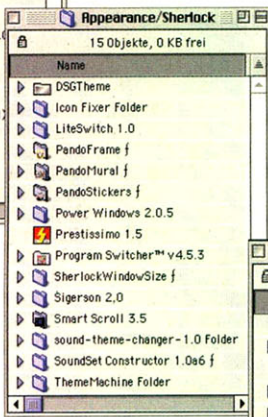 Appearance/Sherlock
15 Objekte, 0 KB frei
Name
DSGTheme
Icon Fixer Folder
LiteSwitch 1.0
PandoFrame ƒ
PandoMural ƒ
PandoStickers ƒ
Power Windows 2.0.5
Prestissimo 1.5
Program Switcher™ v4.5.3
SherlockWindowSize ƒ
Sigerson 2,0
Smart Scroll 3.5
sound-theme-changer-1.0 Folder
SoundSet Constructor 1.0a6 ƒ
ThemeMachine Folder